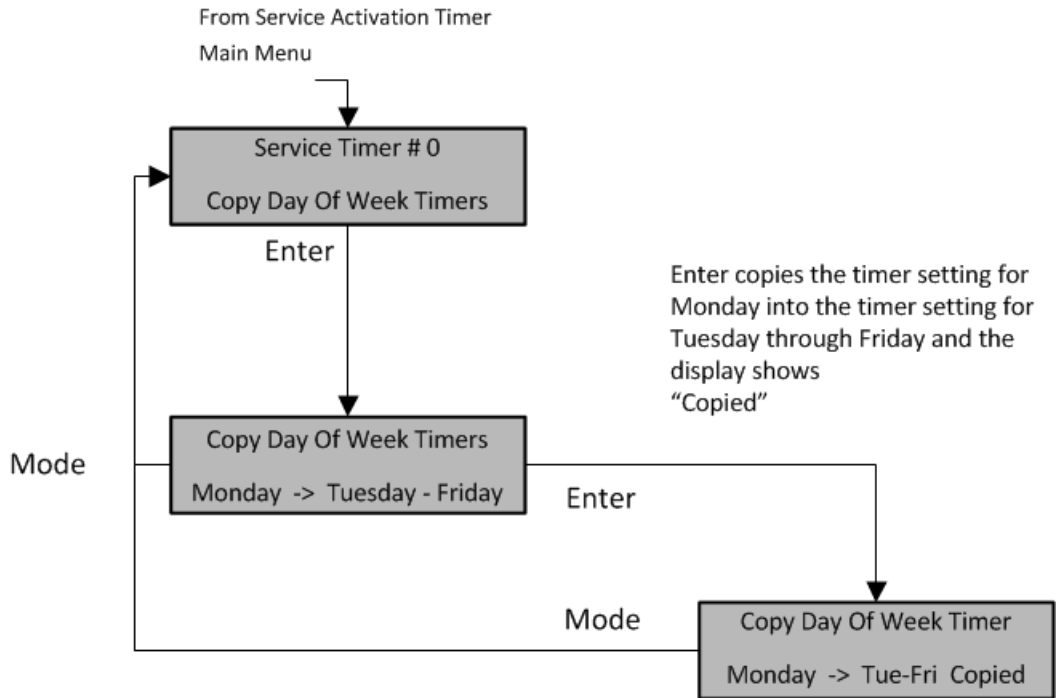 From Service Activation Timer
Main Menu
Service Timer # 0
Copy Day Of Week Timers
Enter
Enter copies the timer setting for
Monday into the timer setting for
Tuesday through Friday and the
display shows
“Copied”
Copy Day Of Week Timers
Monday -> Tuesday - Friday
Mode
Enter
Mode
Copy Day Of Week Timer
Monday -> Tue-Fri Copied